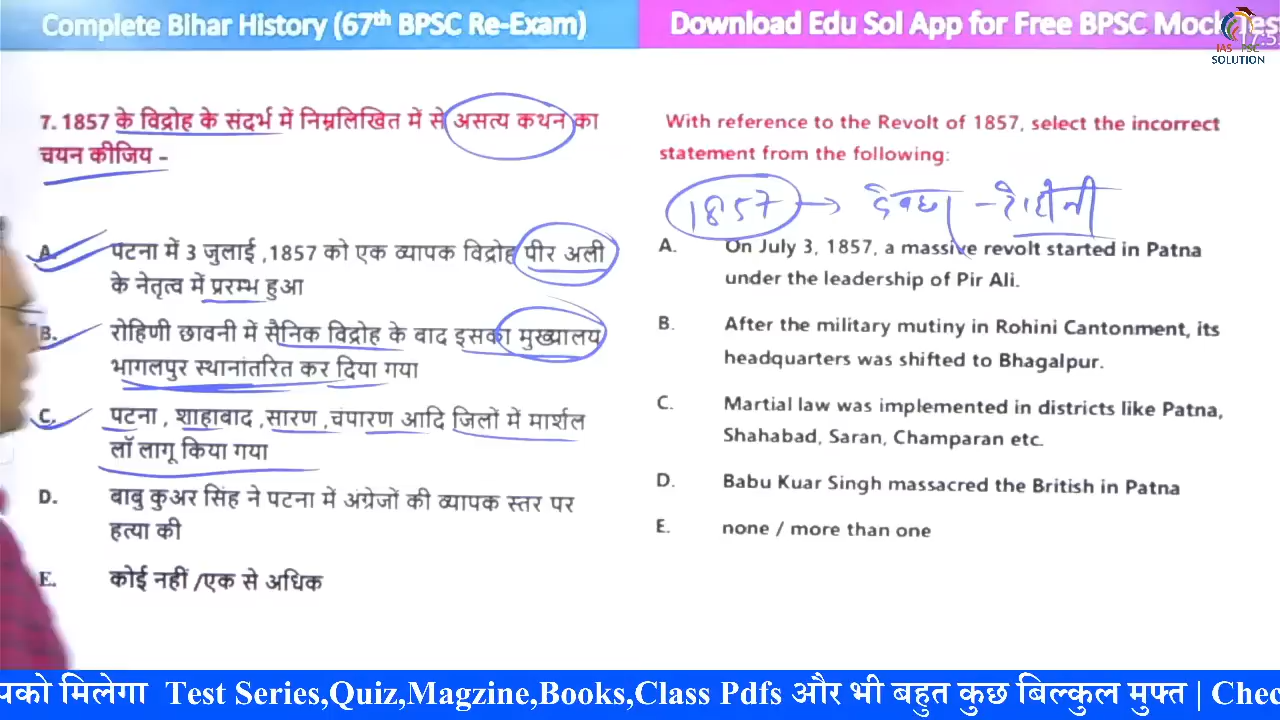 Complete Bihar History (67th BPSC Re-Exam)
Download Edu Sol App for Free BPSC Mock
IAS PSC
SOLUTION
7. 1857 के विद्रोह के संदर्भ में निम्नलिखित में से असत्य कथन का
चयन कीजिय -
A. पटना में 3 जुलाई ,1857 को एक व्यापक विद्रोह पीर अली
के नेतृत्व में प्ररम्भ हुआ
B. रोहिणी छावनी में सैनिक विद्रोह के वाद इसका मुख्यालय
भागलपुर स्थानांतरित कर दिया गया
C. पटना , शाहावाद ,सारण ,चंपारण आदि जिलों में मार्शल
लॉ लागू किया गया
D. बाबु कुअर सिंह ने पटना में अंग्रेजों की व्यापक स्तर पर
हत्या की
E. कोई नहीं /एक से अधिक
With reference to the Revolt of 1857, select the incorrect
statement from the following:
1857 →
A. On July 3, 1857, a massive revolt started in Patna
under the leadership of Pir Ali.
B. After the military mutiny in Rohini Cantonment, its
headquarters was shifted to Bhagalpur.
C. Martial law was implemented in districts like Patna,
Shahabad, Saran, Champaran etc.
D. Babu Kuar Singh massacred the British in Patna
E. none / more than one
पको मिलेगा Test Series,Quiz,Magzine,Books,Class Pdfs और भी बहुत कुछ बिल्कुल मुफ्त | Chec